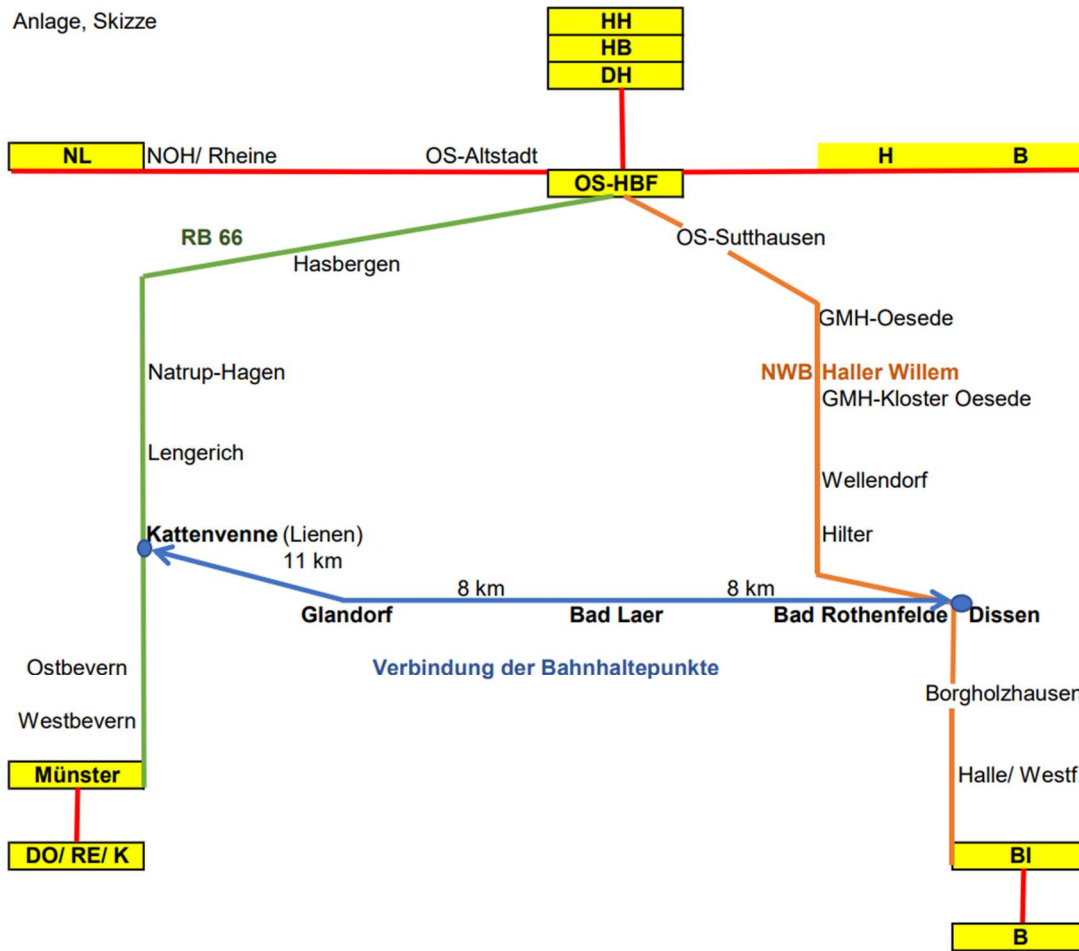 Anlage, Skizze
HH
HB
DH
NL
NOH/ Rheine
OS-Altstadt
H
B
OS-HBF
RB 66
OS-Sutthausen
Hasbergen
GMH-Oesede
Natrup-Hagen
NWB Haller Willem
GMH-Kloster Oesede
Lengerich
Wellendorf
Kattenvenne (Lienen)
Hilter
11 km
8 km
8 km
Glandorf
Bad Laer
Bad Rothenfelde
Dissen
Ostbevern
Verbindung der Bahnhaltepunkte
Borgholzhausen
Westbevern
Münster
Halle/ Westf
DO/ RE/ K
BI
B